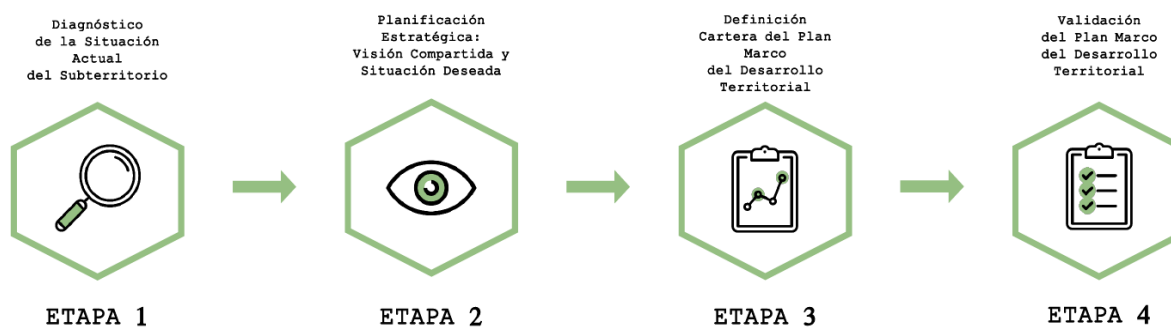 Diagnóstico
de la Situación
Actual
del Subterritorio
Planificación
Estratégica:
Visión Compartida y
Situación Deseada
Definición
Cartera del Plan
Marco
del Desarrollo
Territorial
Validación
del Plan Marco
del Desarrollo
Territorial
ETAPA 1
ETAPA 2
ETAPA 3
ETAPA 4